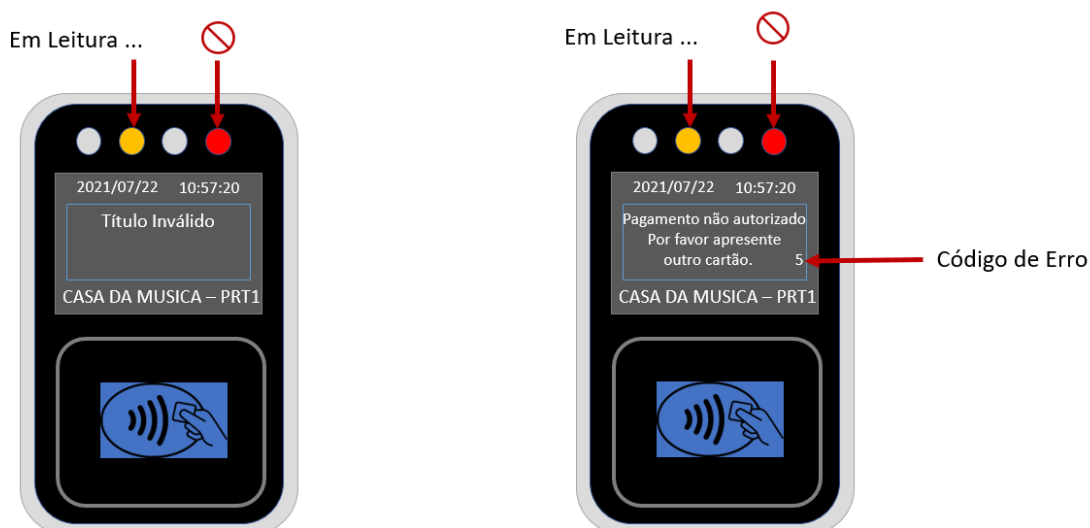 Em Leitura ...
2021/07/22 10:57:20
Título Inválido
CASA DA MUSICA – PRT1
Em Leitura ...
2021/07/22 10:57:20
Pagamento não autorizado
Por favor apresente
outro cartão. 5
CASA DA MUSICA – PRT1
Código de Erro